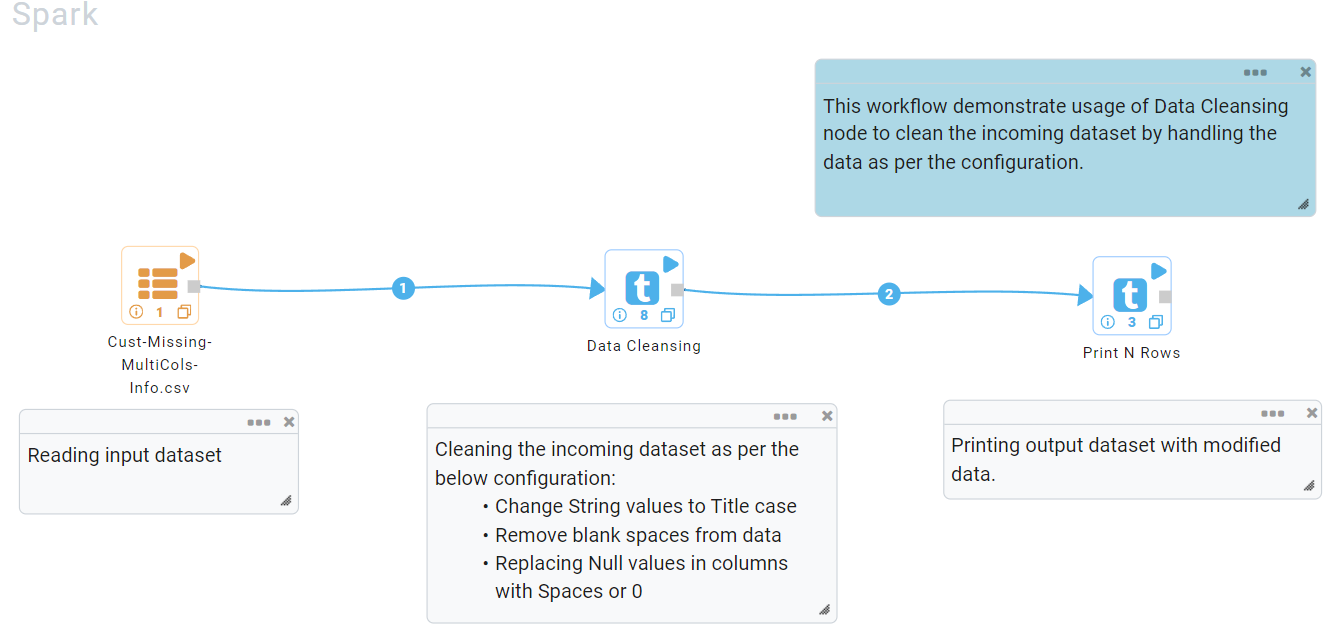 Spark
This workflow demonstrate usage of Data Cleansing
node to clean the incoming dataset by handling the
data as per the configuration.
1
2
t
t
1
8
3
Cust-Missing-
MultiCols-
Info.csv
Data Cleansing
Print N Rows
Reading input dataset
Cleaning the incoming dataset as per the
below configuration:
• Change String values to Title case
• Remove blank spaces from data
• Replacing Null values in columns
with Spaces or 0
Printing output dataset with modified
data.